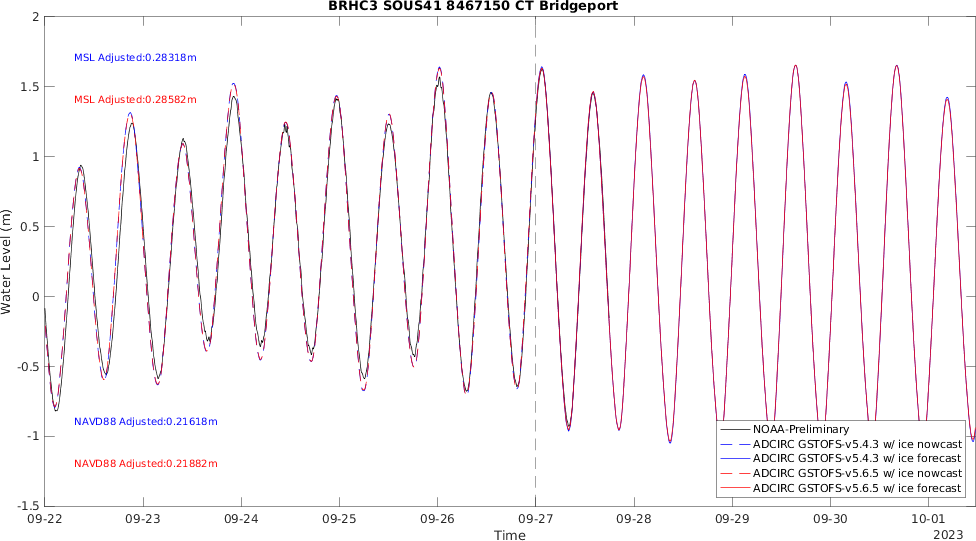 BRHC3 SOUS41 8467150 CT Bridgeport
2
MSL Adjusted:0.28318m
1.5
MSL Adjusted:0.28582m
1
0.5
Water Level (m)
0
-0.5
NAVD88 Adjusted:0.21618m
-1
NAVD88 Adjusted:0.21882m
-1.5
NOAA-Preliminary
ADCIRC GSTOFS-v5.4.3 w/ ice nowcast
ADCIRC GSTOFS-v5.4.3 w/ ice forecast
ADCIRC GSTOFS-v5.6.5 w/ ice nowcast
ADCIRC GSTOFS-v5.6.5 w/ ice forecast
09-22 09-23 09-24 09-25 09-26 09-27 09-28 09-29 09-30 10-01
Time
2023